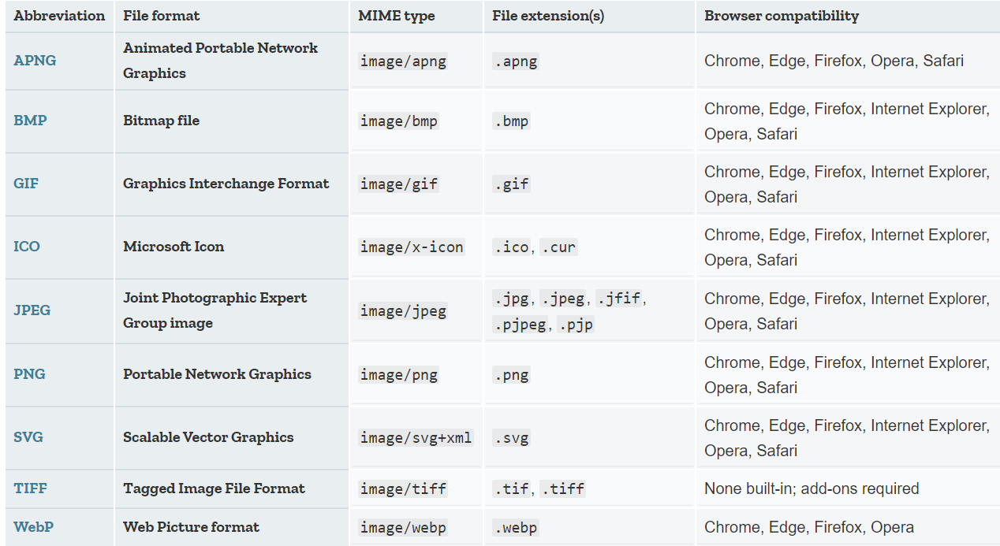 Abbreviation File format MIME type File extension(s) Browser compatibility
APNG Animated Portable Network Graphics image/apng .apng Chrome, Edge, Firefox, Opera, Safari
BMP Bitmap file image/bmp .bmp Chrome, Edge, Firefox, Internet Explorer, Opera, Safari
GIF Graphics Interchange Format image/gif .gif Chrome, Edge, Firefox, Internet Explorer, Opera, Safari
ICO Microsoft Icon image/x-icon .ico, .cur Chrome, Edge, Firefox, Internet Explorer, Opera, Safari
JPEG Joint Photographic Expert Group image image/jpeg .jpg, .jpeg, .jfif, .pjpeg, .pjp Chrome, Edge, Firefox, Internet Explorer, Opera, Safari
PNG Portable Network Graphics image/png .png Chrome, Edge, Firefox, Internet Explorer, Opera, Safari
SVG Scalable Vector Graphics image/svg+xml .svg Chrome, Edge, Firefox, Internet Explorer, Opera, Safari
TIFF Tagged Image File Format image/tiff .tif, .tiff None built-in; add-ons required
WebP Web Picture format image/webp .webp Chrome, Edge, Firefox, Opera